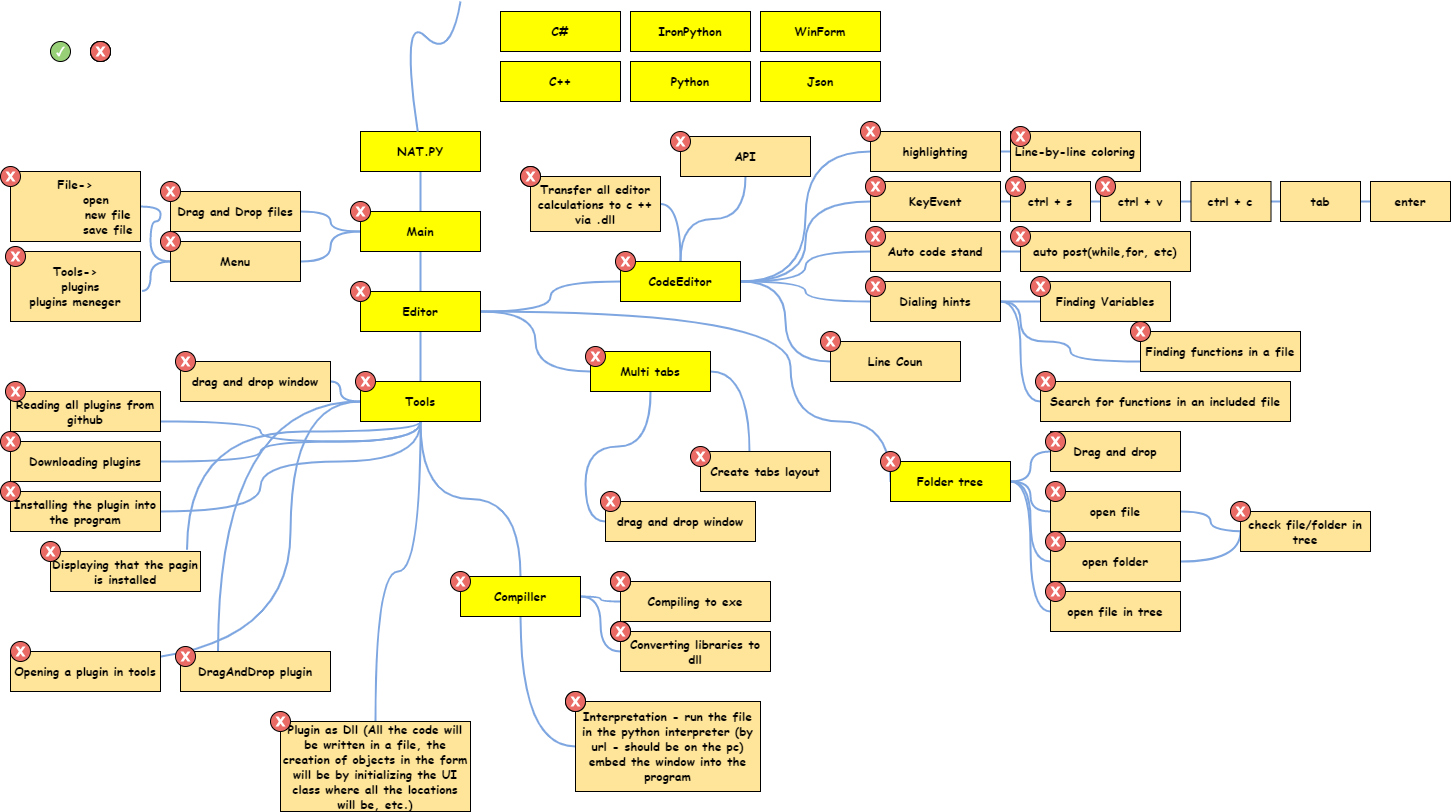 C#
IronPython
WinForm
C++
Python
Json
NAT.PY
API
highlighting
Line-by-line coloring
File->
open
new file
save file
Drag and Drop files
Main
Transfer all editor
calculations to c ++
via .dll
KeyEvent
ctrl + s
ctrl + v
ctrl + c
tab
enter
Menu
Auto code stand
auto post(while,for, etc)
Tools->
plugins
plugins meneger
CodeEditor
Editor
Dialing hints
Finding Variables
Finding functions in a file
Line Coun
drag and drop window
Multi tabs
Search for functions in an included file
Reading all plugins from
github
Tools
Downloading plugins
Create tabs layout
Drag and drop
Folder tree
Installing the plugin into
the program
drag and drop window
open file
check file/folder in
tree
open folder
Displaying that the pagin
is installed
Compiller
Compiling to exe
open file in tree
Converting libraries to
dll
Opening a plugin in tools
DragAndDrop plugin
Plugin as Dll (All the code will
be written in a file, the
creation of objects in the form
will be by initializing the UI
class where all the locations
will be, etc.)
Interpretation - run the file
in the python interpreter (by
url - should be on the pc)
embed the window into the
program